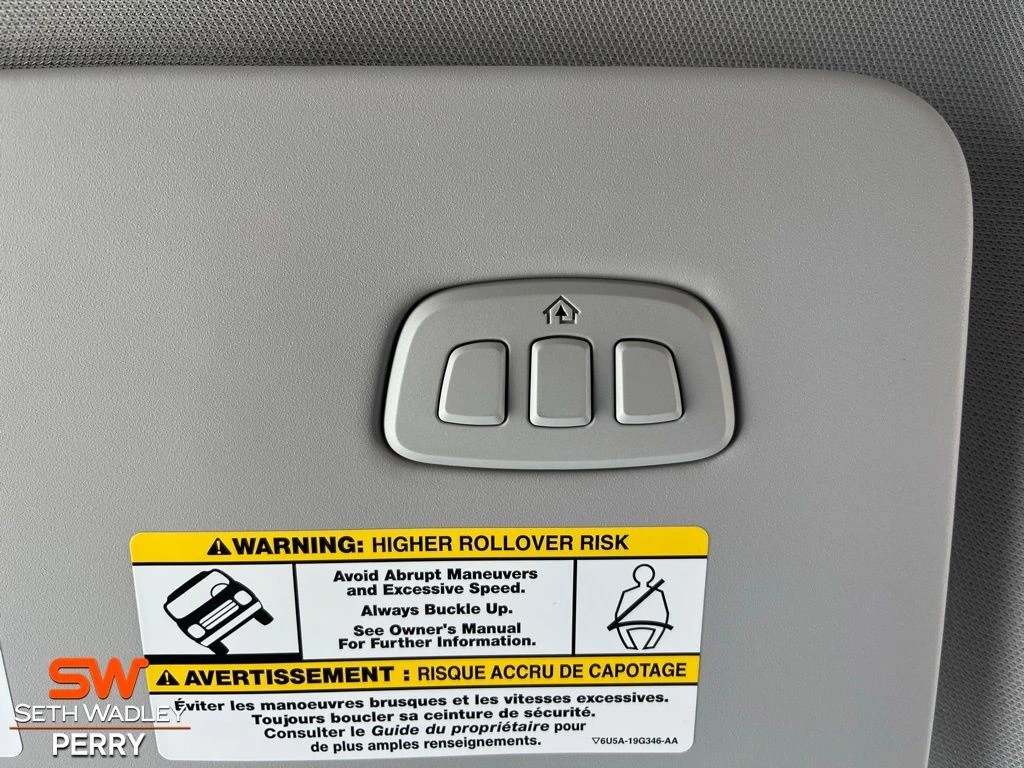 ⚠WARNING: HIGHER ROLLOVER RISK
Avoid Abrupt Maneuvers
and Excessive Speed.
Always Buckle Up.
See Owner's Manual
For Further Information.
⚠ AVERTISSEMENT : RISQUE ACCRU DE CAPOTAGE
Éviter les manoeuvres brusques et les vitesses excessives.
Toujours boucler sa ceinture de sécurité.
Consulter le Guide du propriétaire pour
de plus amples renseignements.
▽6U5A-19G346-AA
SW
SETH WADLEY
PERRY